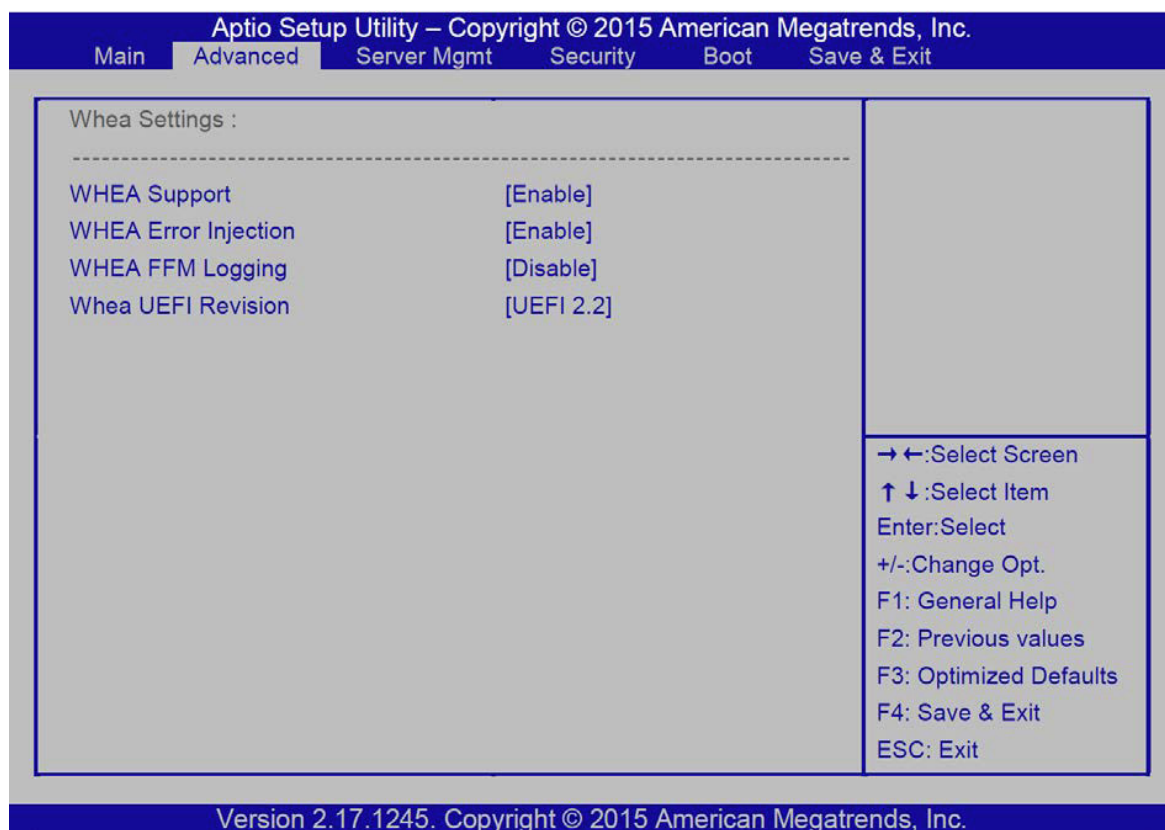 Aptio Setup Utility – Copyright © 2015 American Megatrends, Inc.
Main Advanced Server Mgmt Security Boot Save & Exit
Whea Settings :
--------------------------------------------------------------------------------
WHEA Support [Enable]
WHEA Error Injection [Enable]
WHEA FFM Logging [Disable]
Whea UEFI Revision [UEFI 2.2]
→ ←:Select Screen
↑ ↓:Select Item
Enter:Select
+/-:Change Opt.
F1: General Help
F2: Previous values
F3: Optimized Defaults
F4: Save & Exit
ESC: Exit
Version 2.17.1245. Copyright © 2015 American Megatrends, Inc.